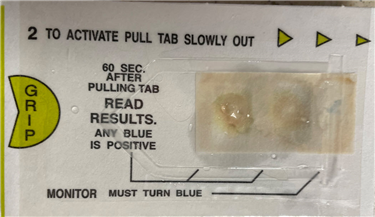 2 TO ACTIVATE PULL TAB SLOWLY OUT
GRIP
60 SEC.
AFTER
PULLING TAB
READ
RESULTS.
ANY BLUE
IS POSITIVE
MONITOR MUST TURN BLUE